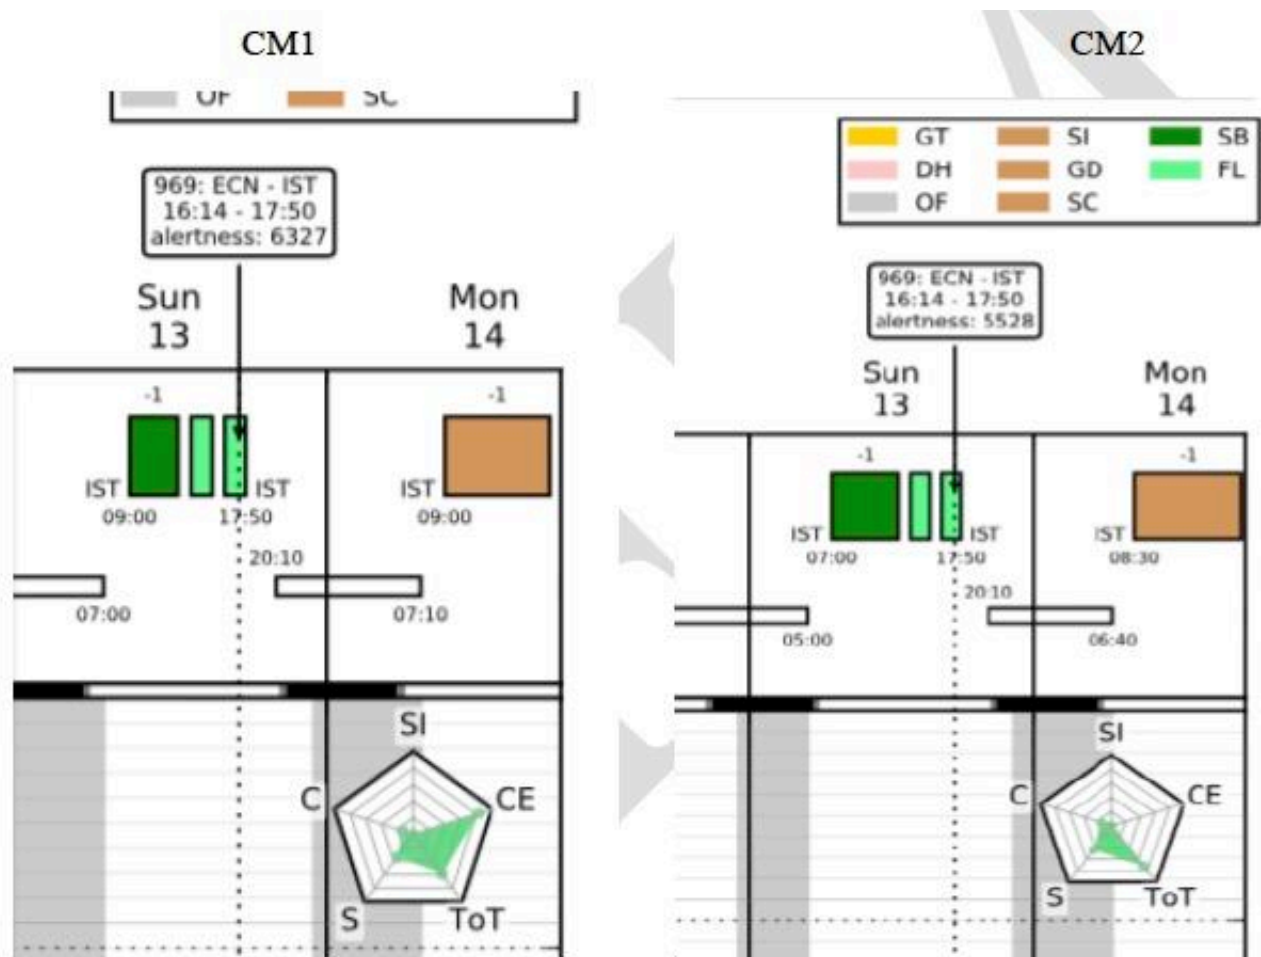 CM1
OF SC
969: ECN - IST
16:14 - 17:50
alertness: 6327
Sun Mon
13 14
-1 -1
IST IST IST
09:00 17:50 09:00
20:10
07:00 07:10
SI
C CE
S ToT
CM2
GT SI SB
DH GD FL
OF SC
969: ECN - IST
16:14 - 17:50
alertness: 5528
Sun Mon
13 14
-1 -1
IST IST IST
07:00 17:50 08:30
20:10
05:00 06:40
SI
C CE
S ToT